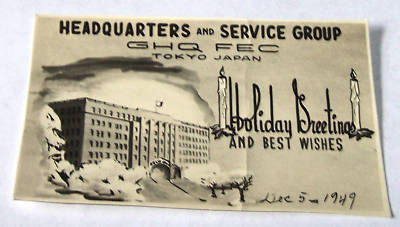 HEADQUARTERS AND SERVICE GROUP
GHQ FEC
TOKYO JAPAN
Holiday Greetings
AND BEST WISHES
Dec 5 - 1949